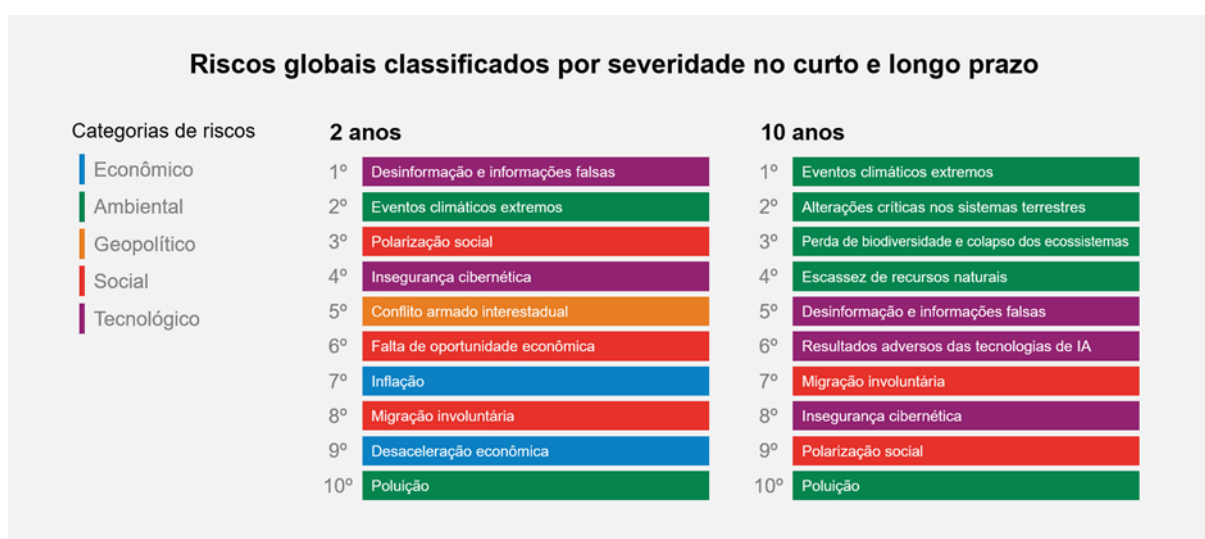 Riscos globais classificados por severidade no curto e longo prazo
Categorias de riscos
Econômico
Ambiental
Geopolítico
Social
Tecnológico
2 anos
1º Desinformação e informações falsas
2º Eventos climáticos extremos
3º Polarização social
4º Insegurança cibernética
5º Conflito armado interestadual
6º Falta de oportunidade econômica
7º Inflação
8º Migração involuntária
9º Desaceleração econômica
10º Poluição
10 anos
1º Eventos climáticos extremos
2º Alterações críticas nos sistemas terrestres
3º Perda de biodiversidade e colapso dos ecossistemas
4º Escassez de recursos naturais
5º Desinformação e informações falsas
6º Resultados adversos das tecnologias de IA
7º Migração involuntária
8º Insegurança cibernética
9º Polarização social
10º Poluição